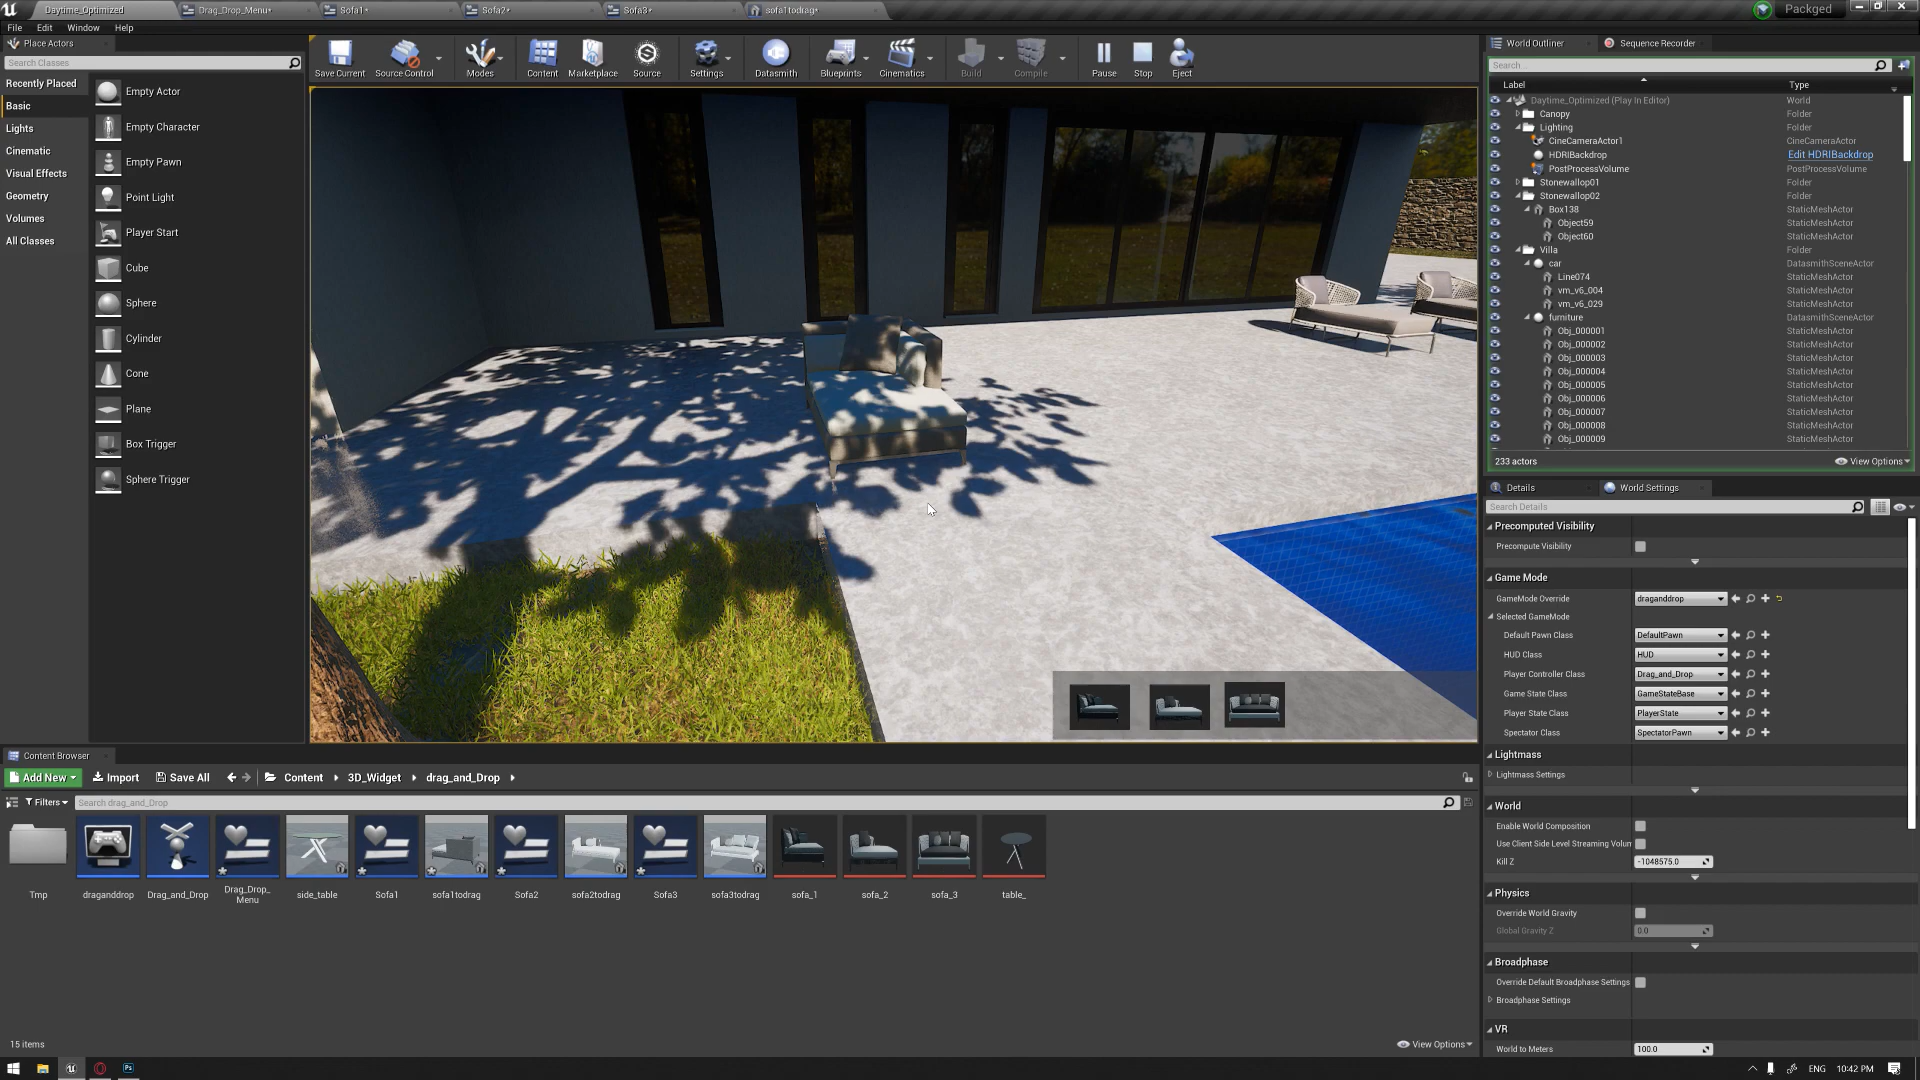 Daytime_Optimized
Drag_Drop_Menu*
Sofa1*
Sofa2*
Sofa3*
sofa1todrag*
Packged
File Edit Window Help
Place Actors
Search Classes
Recently Placed
Basic
Lights
Cinematic
Visual Effects
Geometry
Volumes
All Classes
Empty Actor
Empty Character
Empty Pawn
Point Light
Player Start
Cube
Sphere
Cylinder
Cone
Plane
Box Trigger
Sphere Trigger
Save Current
Source Control
Modes
Content
Marketplace
Source
Settings
Datasmith
Blueprints
Cinematics
Build
Compile
Pause
Stop
Eject
World Outliner
Sequence Recorder
Search...
Label Type
Daytime_Optimized (Play In Editor) World
Canopy Folder
Lighting Folder
CineCameraActor1 CineCameraActor
HDRIBackdrop Edit HDRIBackdrop
PostProcessVolume PostProcessVolume
Stonewallop01 Folder
Stonewallop02 Folder
Box138 StaticMeshActor
Object59 StaticMeshActor
Object60 StaticMeshActor
Villa Folder
car DatasmithSceneActor
Line074 StaticMeshActor
vm_v6_004 StaticMeshActor
vm_v6_029 StaticMeshActor
furniture DatasmithSceneActor
Obj_000001 StaticMeshActor
Obj_000002 StaticMeshActor
Obj_000003 StaticMeshActor
Obj_000004 StaticMeshActor
Obj_000005 StaticMeshActor
Obj_000006 StaticMeshActor
Obj_000007 StaticMeshActor
Obj_000008 StaticMeshActor
Obj_000009 StaticMeshActor
233 actors
View Options
Details
World Settings
Search Details
Precomputed Visibility
Precompute Visibility
Game Mode
GameMode Override draganddrop
Selected GameMode
Default Pawn Class DefaultPawn
HUD Class HUD
Player Controller Class Drag_and_Drop
Game State Class GameStateBase
Player State Class PlayerState
Spectator Class SpectatorPawn
Lightmass
Lightmass Settings
World
Enable World Composition
Use Client Side Level Streaming Volum
Kill Z -1048575.0
Physics
Override World Gravity
Global Gravity Z 0.0
Broadphase
Override Default Broadphase Settings
Broadphase Settings
VR
World to Meters 100.0
Content Browser
Add New
Import
Save All
Content
3D_Widget
drag_and_Drop
Filters
Search drag_and_Drop
Tmp
draganddrop
Drag_and_Drop
Drag_Drop_
Menu
side_table
Sofa1
sofa1todrag
Sofa2
sofa2todrag
Sofa3
sofa3todrag
sofa_1
sofa_2
sofa_3
table_
15 items
View Options
Ps
ENG
10:42 PM